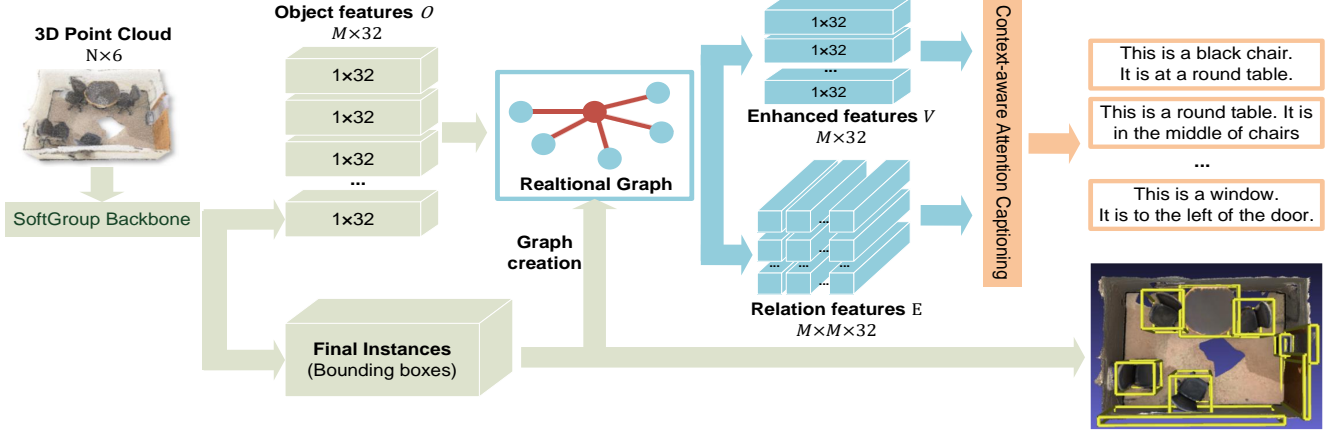 3D Point Cloud
N×6
SoftGroup Backbone
Object features O
M×32
1×32
1×32
1×32
...
1×32
Final Instances
(Bounding boxes)
Graph
creation
Realtional Graph
1×32
1×32
...
1×32
Enhanced features V
M×32
... 
... ... ...
Relation features E
M×M×32
Context-aware Attention Captioning
This is a black chair.
It is at a round table.
This is a round table. It is
in the middle of chairs
...
This is a window.
It is to the left of the door.